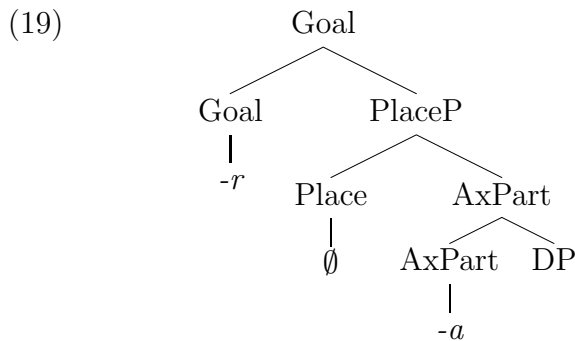 (19) Goal
Goal PlaceP
-r
Place AxPart
∅ AxPart DP
-a